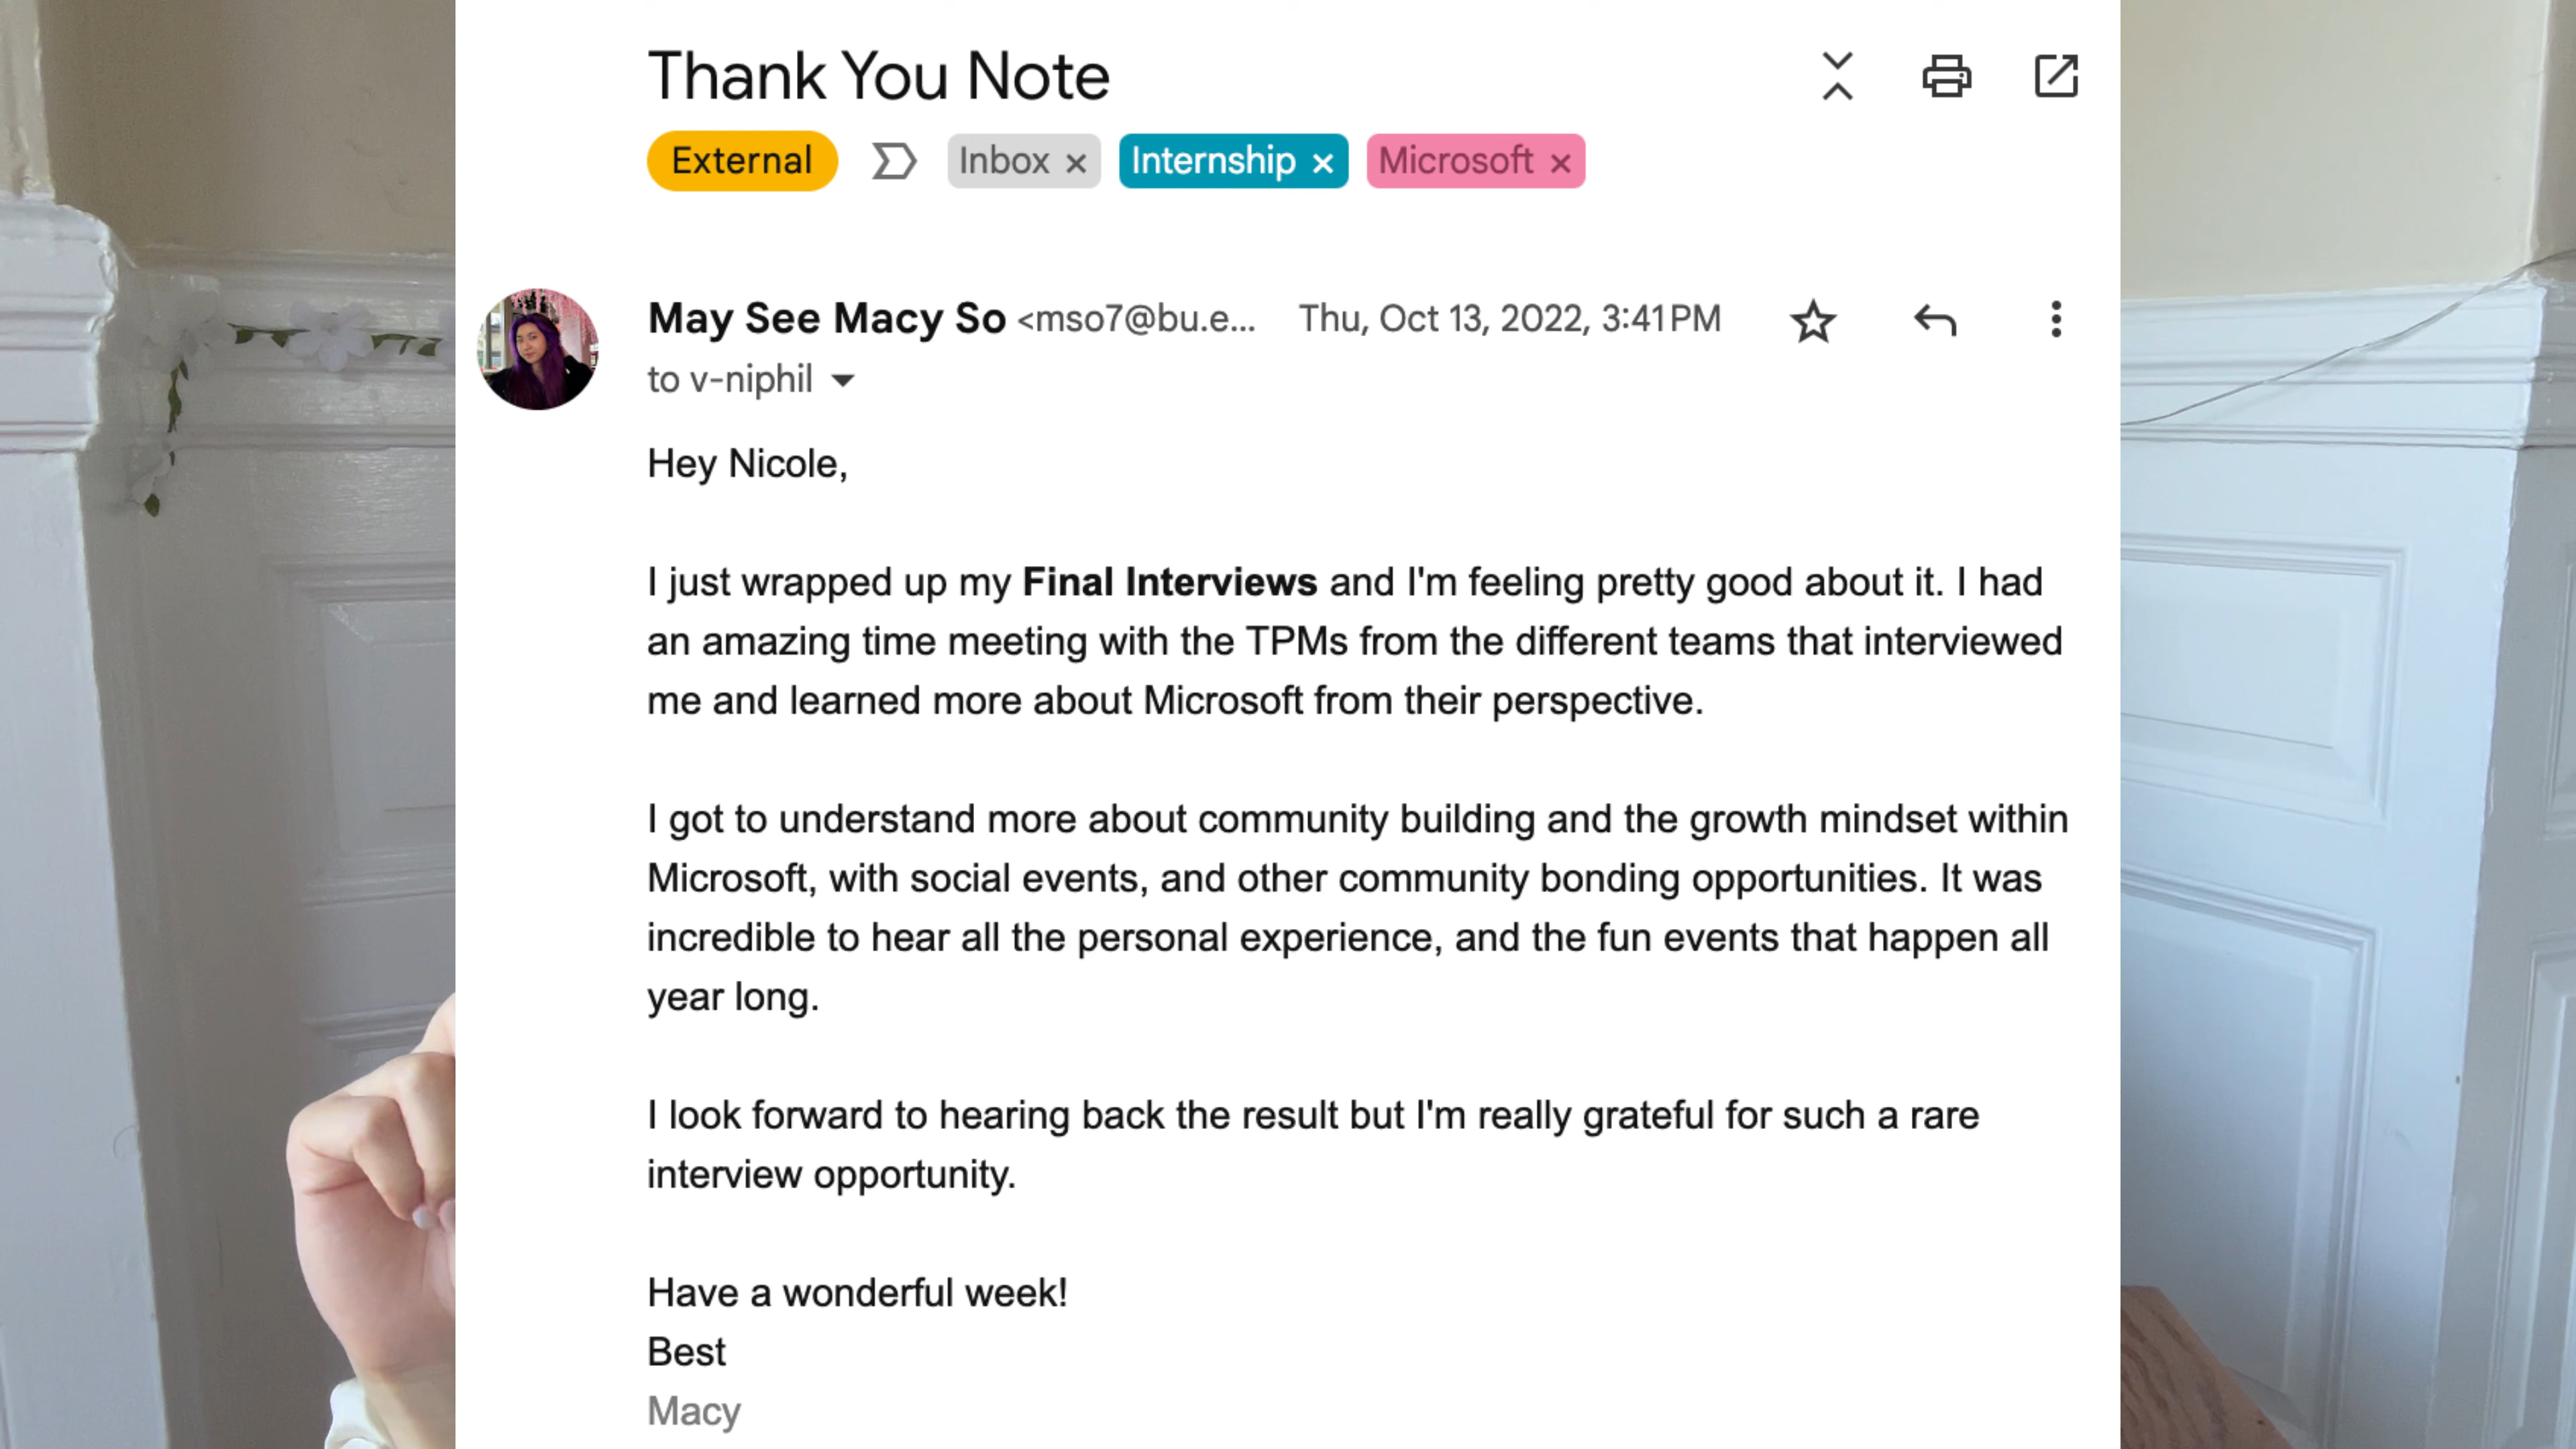 Thank You Note
External Inbox × Internship × Microsoft ×
May See Macy So <mso7@bu.e... Thu, Oct 13, 2022, 3:41 PM
to v-niphil
Hey Nicole,
I just wrapped up my Final Interviews and I'm feeling pretty good about it. I had
an amazing time meeting with the TPMs from the different teams that interviewed
me and learned more about Microsoft from their perspective.
I got to understand more about community building and the growth mindset within
Microsoft, with social events, and other community bonding opportunities. It was
incredible to hear all the personal experience, and the fun events that happen all
year long.
I look forward to hearing back the result but I'm really grateful for such a rare
interview opportunity.
Have a wonderful week!
Best
Macy